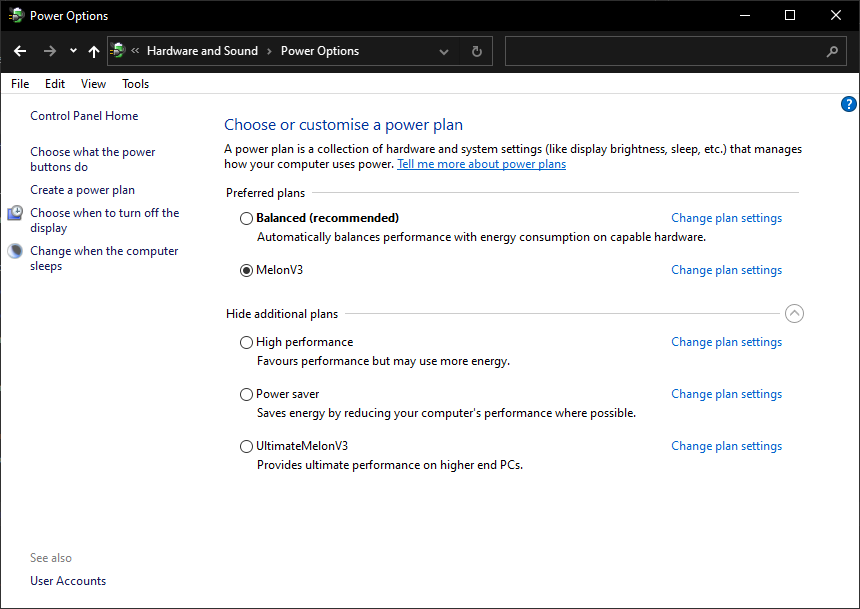 Power Options
« Hardware and Sound › Power Options
File Edit View Tools
Control Panel Home
Choose what the power
buttons do
Create a power plan
Choose when to turn off the
display
Change when the computer
sleeps
See also
User Accounts
?
Choose or customise a power plan
A power plan is a collection of hardware and system settings (like display brightness, sleep, etc.) that manages
how your computer uses power. Tell me more about power plans
Preferred plans
Balanced (recommended) Change plan settings
Automatically balances performance with energy consumption on capable hardware.
MelonV3 Change plan settings
Hide additional plans
High performance Change plan settings
Favours performance but may use more energy.
Power saver Change plan settings
Saves energy by reducing your computer's performance where possible.
UltimateMelonV3 Change plan settings
Provides ultimate performance on higher end PCs.